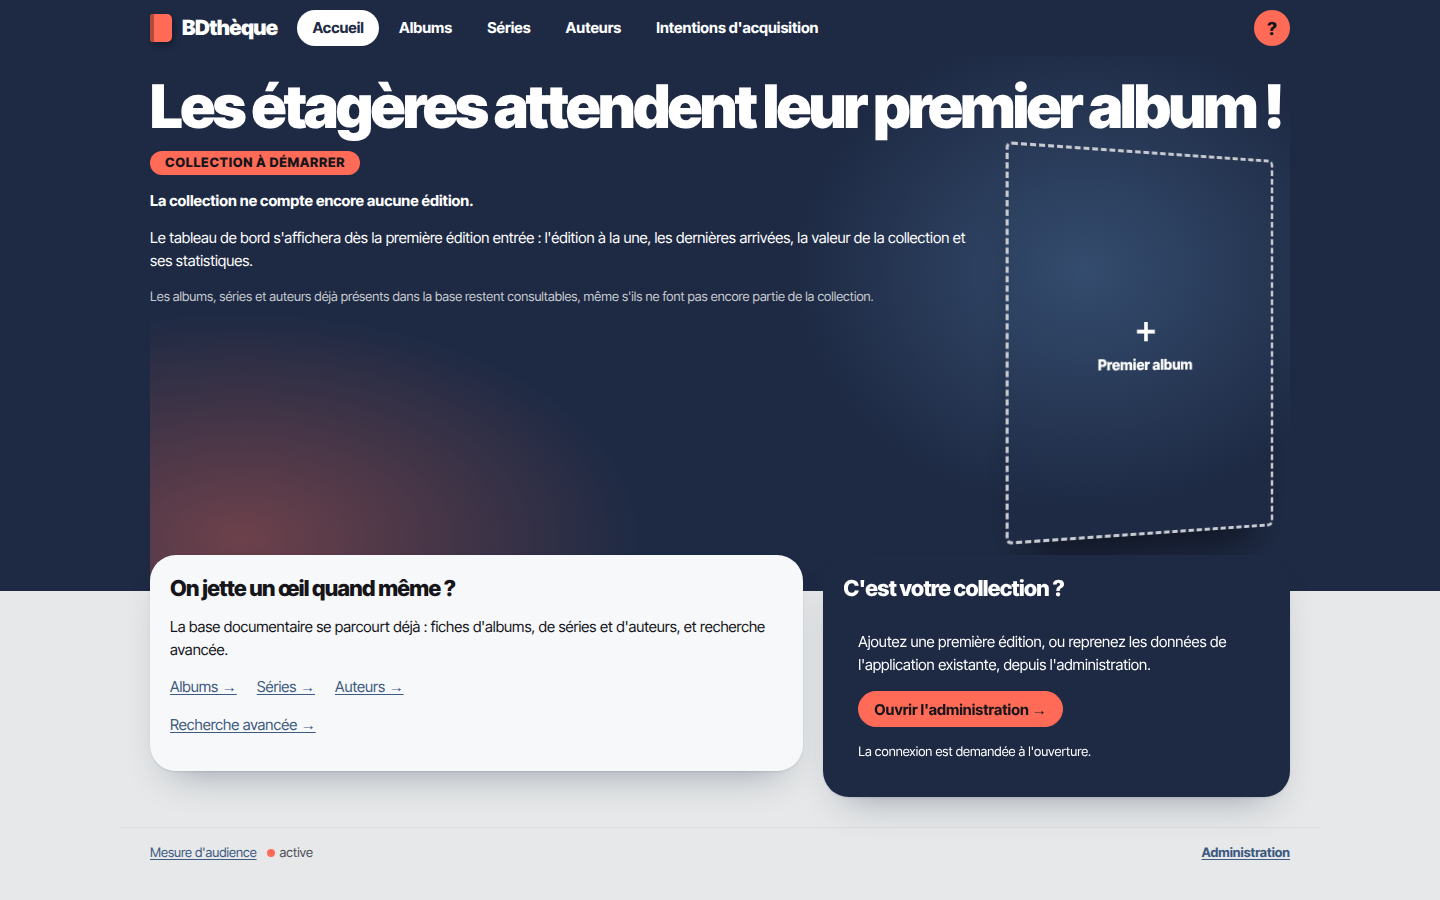 BDthèque
Accueil
Albums
Séries
Auteurs
Intentions d'acquisition
?
Les étagères attendent leur premier album !
COLLECTION À DÉMARRER
La collection ne compte encore aucune édition.
Le tableau de bord s'affichera dès la première édition entrée : l'édition à la une, les dernières arrivées, la valeur de la collection et
ses statistiques.
Les albums, séries et auteurs déjà présents dans la base restent consultables, même s'ils ne font pas encore partie de la collection.
+
Premier album
On jette un œil quand même ?
La base documentaire se parcourt déjà : fiches d'albums, de séries et d'auteurs, et recherche
avancée.
Albums →
Séries →
Auteurs →
Recherche avancée →
C'est votre collection ?
Ajoutez une première édition, ou reprenez les données de
l'application existante, depuis l'administration.
Ouvrir l'administration →
La connexion est demandée à l'ouverture.
Mesure d'audience
active
Administration